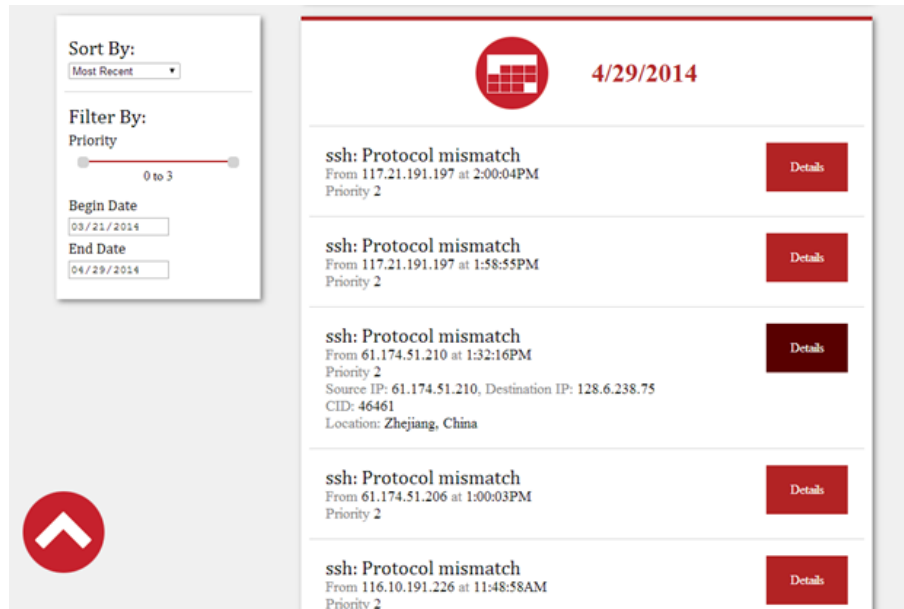 Sort By:
Most Recent
Filter By:
Priority
0 to 3
Begin Date
03/21/2014
End Date
04/29/2014
4/29/2014
ssh: Protocol mismatch
From 117.21.191.197 at 2:00:04PM
Priority 2
Details
ssh: Protocol mismatch
From 117.21.191.197 at 1:58:55PM
Priority 2
Details
ssh: Protocol mismatch
From 61.174.51.210 at 1:32:16PM
Priority 2
Source IP: 61.174.51.210, Destination IP: 128.6.238.75
CID: 46461
Location: Zhejiang, China
Details
ssh: Protocol mismatch
From 61.174.51.206 at 1:00:03PM
Priority 2
Details
ssh: Protocol mismatch
From 116.10.191.226 at 11:48:58AM
Priority 2
Details